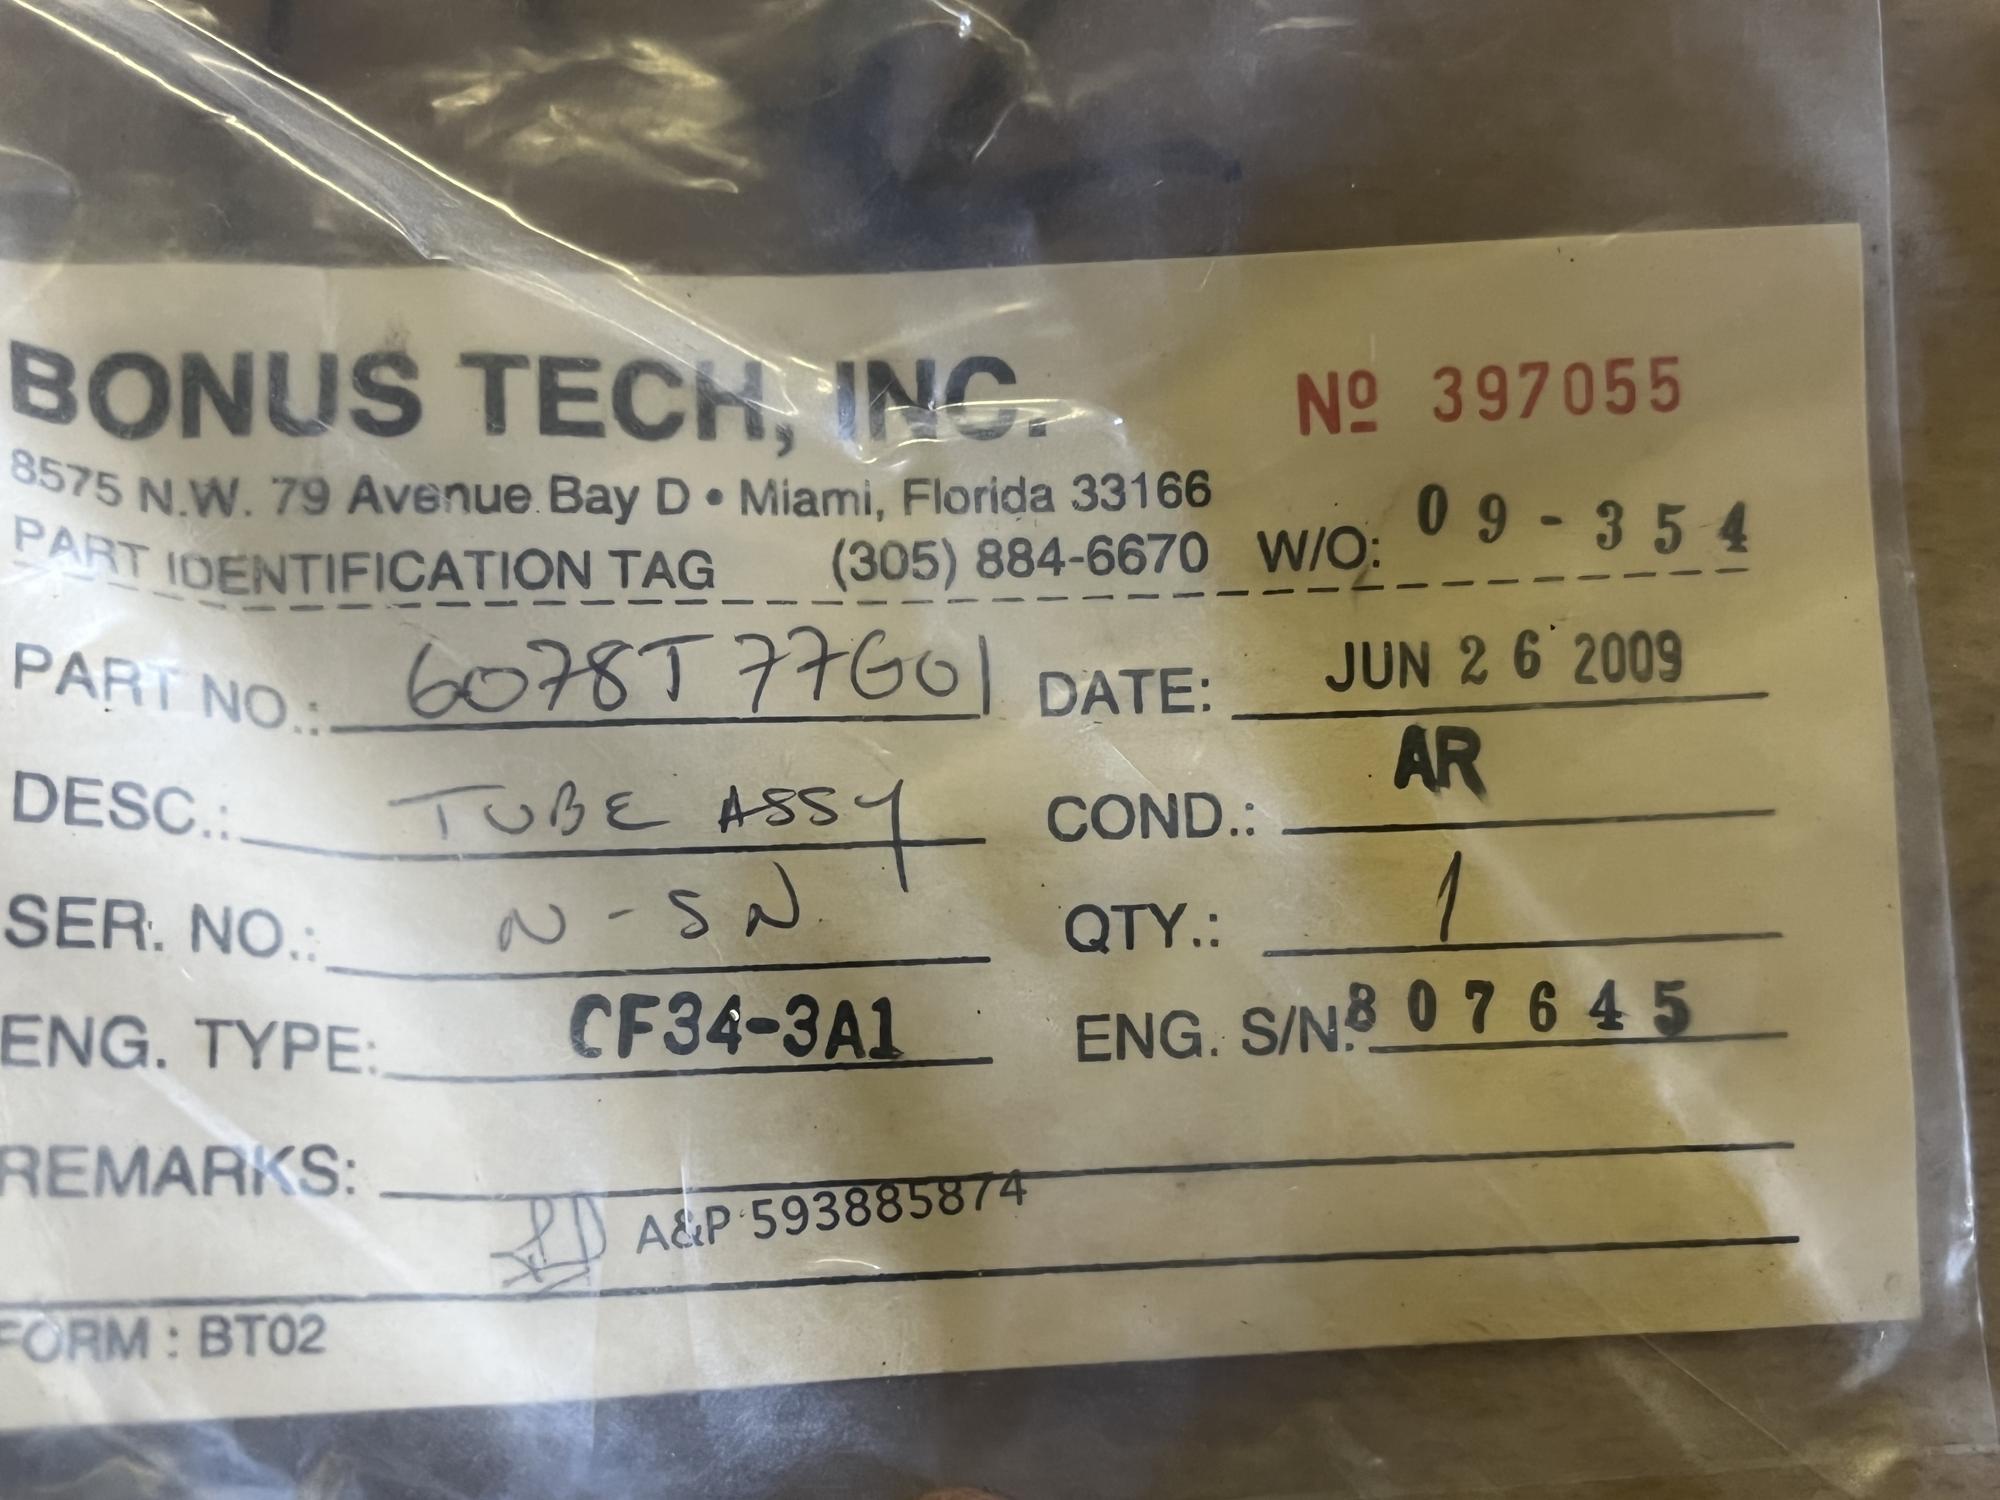 BONUS TECH, INC.
Nº 397055
8575 N.W. 79 Avenue Bay D • Miami, Florida 33166
PART IDENTIFICATION TAG (305) 884-6670 W/O: 09-354
PART NO.: 6078T77G01 DATE: JUN 26 2009
DESC.: TUBE ASSY COND.: AR
SER. NO.: N-SN QTY.: 1
ENG. TYPE: CF34-3A1 ENG. S/N: 807645
REMARKS:
A&P 593885874
FORM : BT02